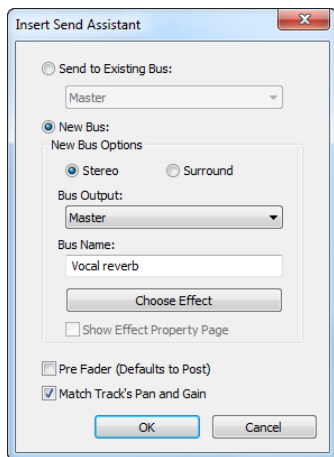 Insert Send Assistant
Send to Existing Bus:
Master
New Bus:
New Bus Options
Stereo Surround
Bus Output:
Master
Bus Name:
Vocal reverb
Choose Effect
Show Effect Property Page
Pre Fader (Defaults to Post)
Match Track's Pan and Gain
OK Cancel